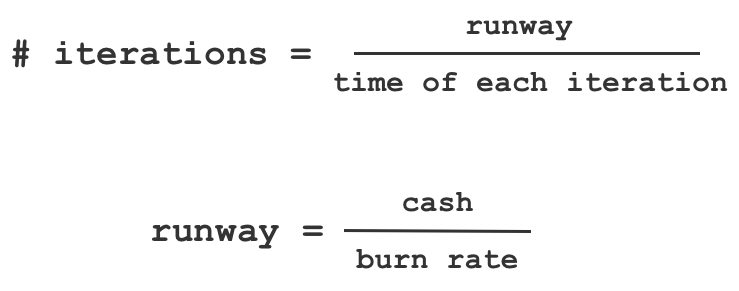 runway
# iterations =
time of each iteration
cash
runway =
burn rate